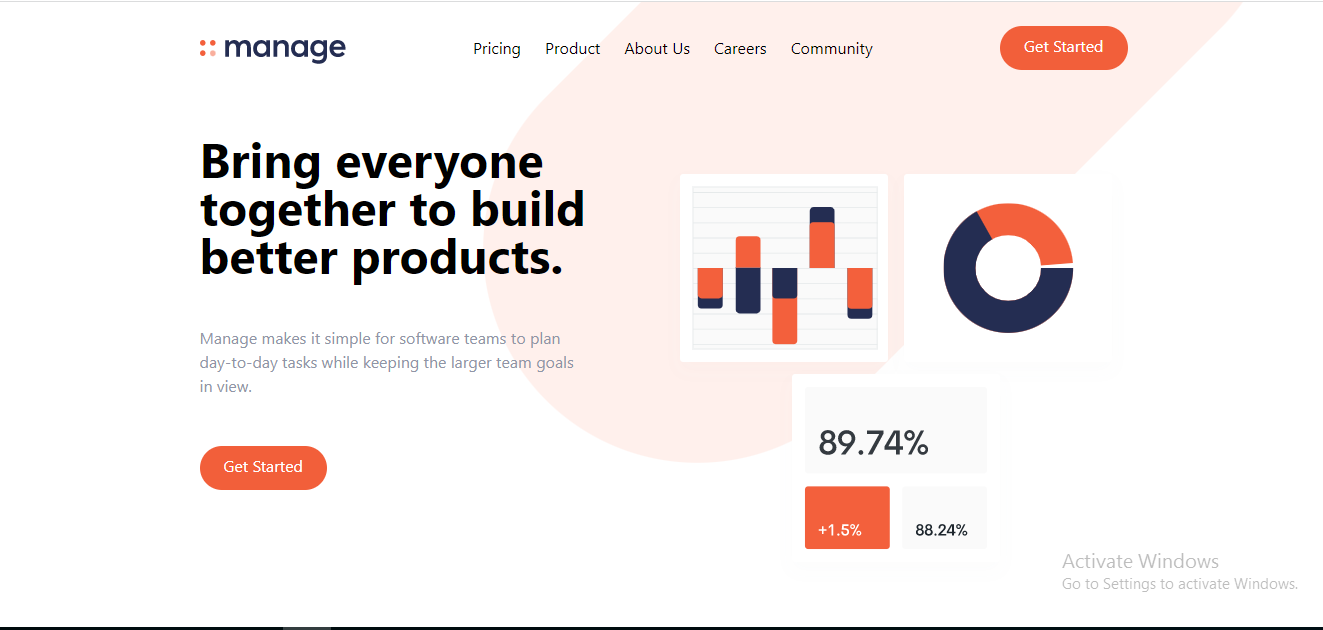 manage
Pricing
Product
About Us
Careers
Community
Get Started
Bring everyone
together to build
better products.
Manage makes it simple for software teams to plan
day-to-day tasks while keeping the larger team goals
in view.
Get Started
89.74%
+1.5%
88.24%
Activate Windows
Go to Settings to activate Windows.